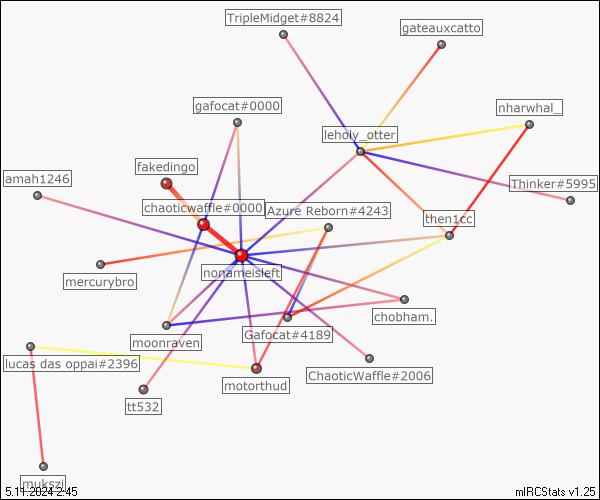 TripleMidget#8824
gateauxcatto
gafocat#0000
nharwhal_
leholy_otter
fakedingo
amah1246
Thinker#5995
chaoticwaffle#0000
Azure Reborn#4243
then1cc
nonameisleft
mercurybro
chobham.
Gafocat#4189
moonraven
lucas das oppai#2396
ChaoticWaffle#2006
motorthud
tt532
mukszi
5.11.2024 2:45
mIRCStats v1.25